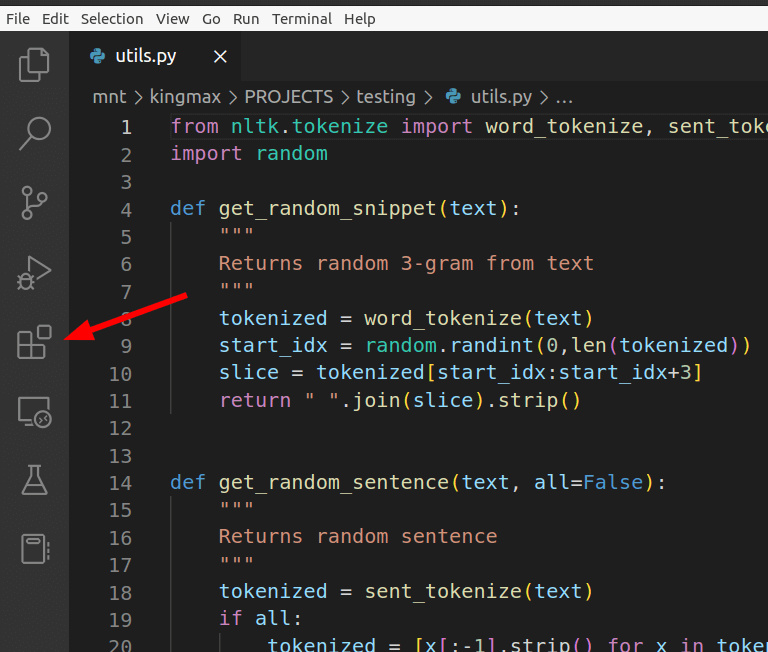 File Edit Selection View Go Run Terminal Help
utils.py
mnt > kingmax > PROJECTS > testing > utils.py > ...
1 from nltk.tokenize import word_tokenize,
2 import random
3
4 def get_random_snippet(text):
5 """
6 Returns random 3-gram from text
7 """
8 tokenized = word_tokenize(text)
9 start_idx = random.randint(0,len(tokenized))
10 slice = tokenized[start_idx:start_idx+3]
11 return " ".join(slice).strip()
12
13
14 def get_random_sentence(text, all=False):
15 """
16 Returns random sentence
17 """
18 tokenized = sent_tokenize(text)
19 if all:
20 tokenized = [x[:-1].strip() for x in